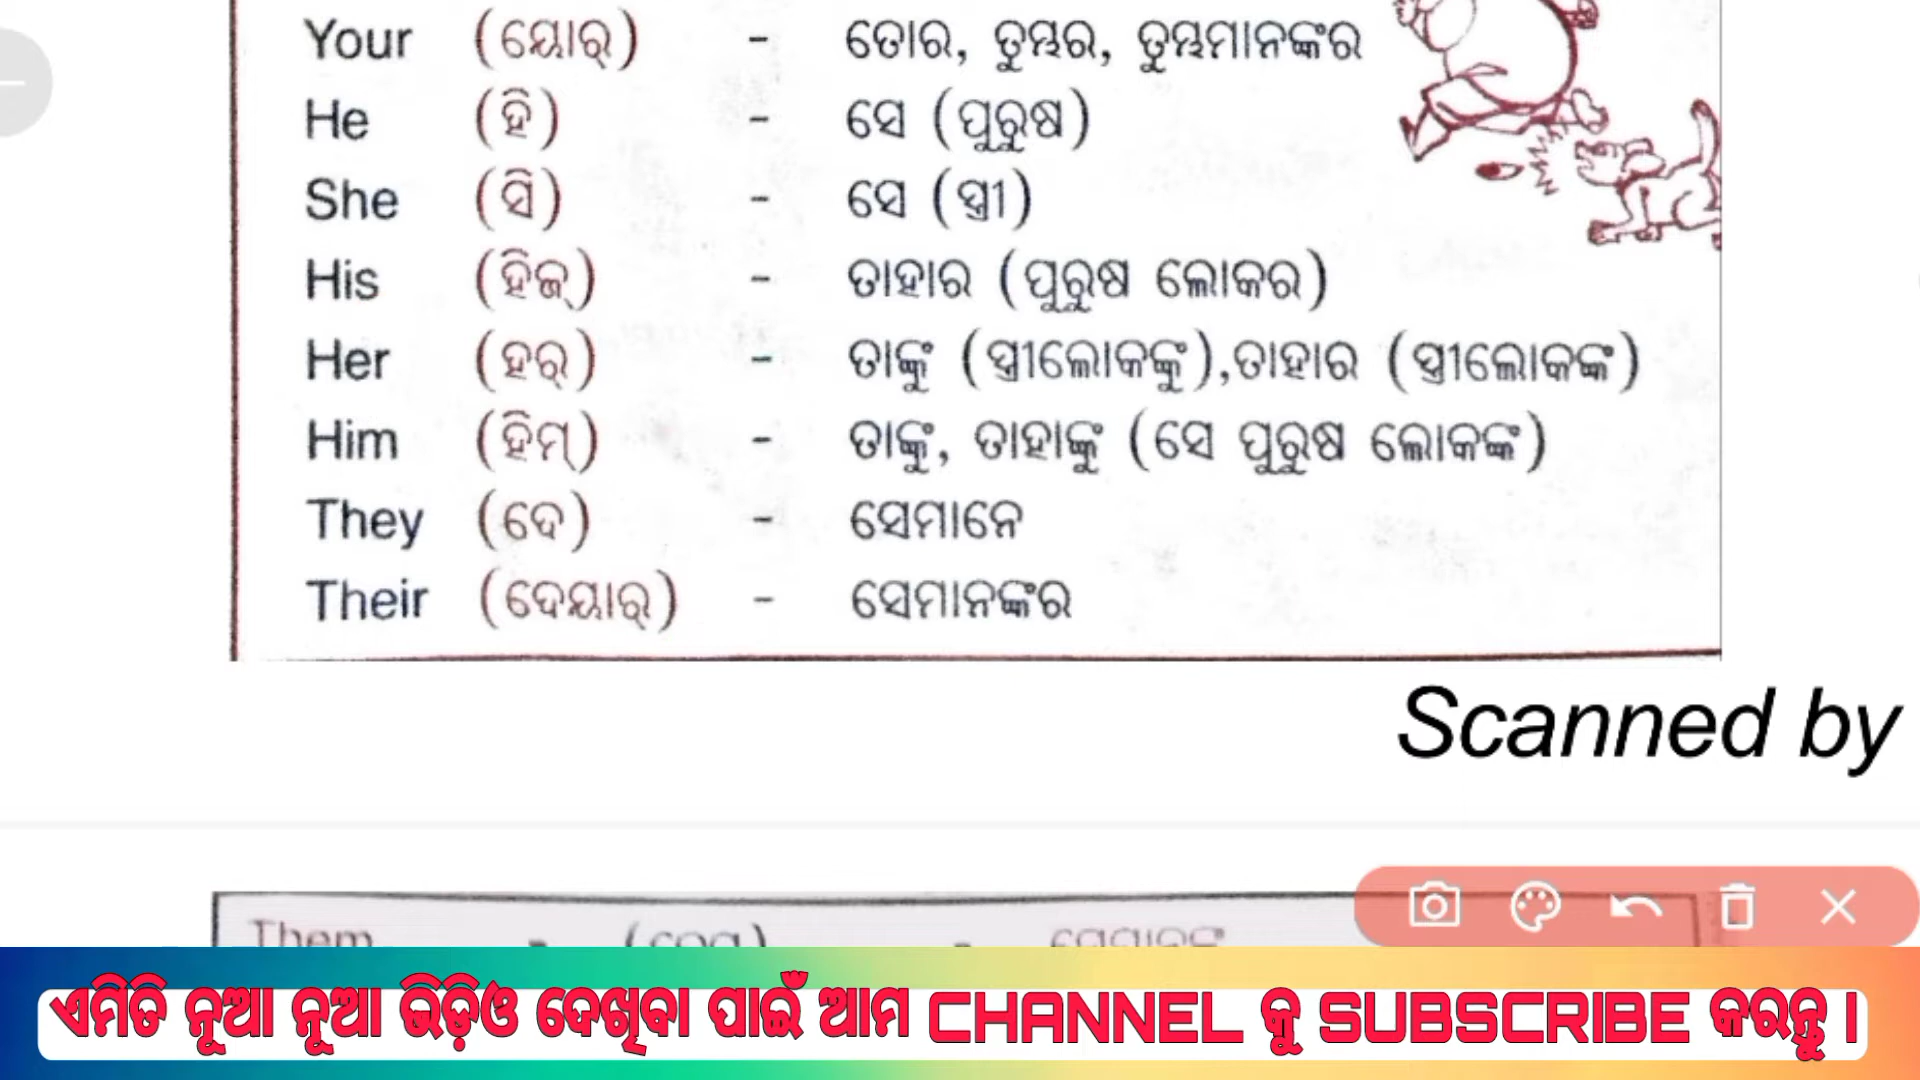 Your (ୟୋର୍) - ତୋର, ତୁମ୍ଭର, ତୁମ୍ଭମାନଙ୍କର
He (ହି) - ସେ (ପୁରୁଷ)
She (ସି) - ସେ (ସ୍ତ୍ରୀ)
His (ହିଜ୍) - ତାହାର (ପୁରୁଷ ଲୋକର)
Her (ହର୍) - ତାଙ୍କୁ (ସ୍ତ୍ରୀଲୋକଙ୍କୁ),ତାହାର (ସ୍ତ୍ରୀଲୋକଙ୍କ)
Him (ହିମ୍) - ତାଙ୍କୁ, ତାହାଙ୍କୁ (ସେ ପୁରୁଷ ଲୋକଙ୍କ)
They (ଦେ) - ସେମାନେ
Their (ଦେୟାର୍) - ସେମାନଙ୍କର
Scanned by
Them - -
ଏମିତି ନୂଆ ନୂଆ ଭିଡ଼ିଓ ଦେଖିବା ପାଇଁ ଆମ CHANNEL କୁ SUBSCRIBE କରନ୍ତୁ ।